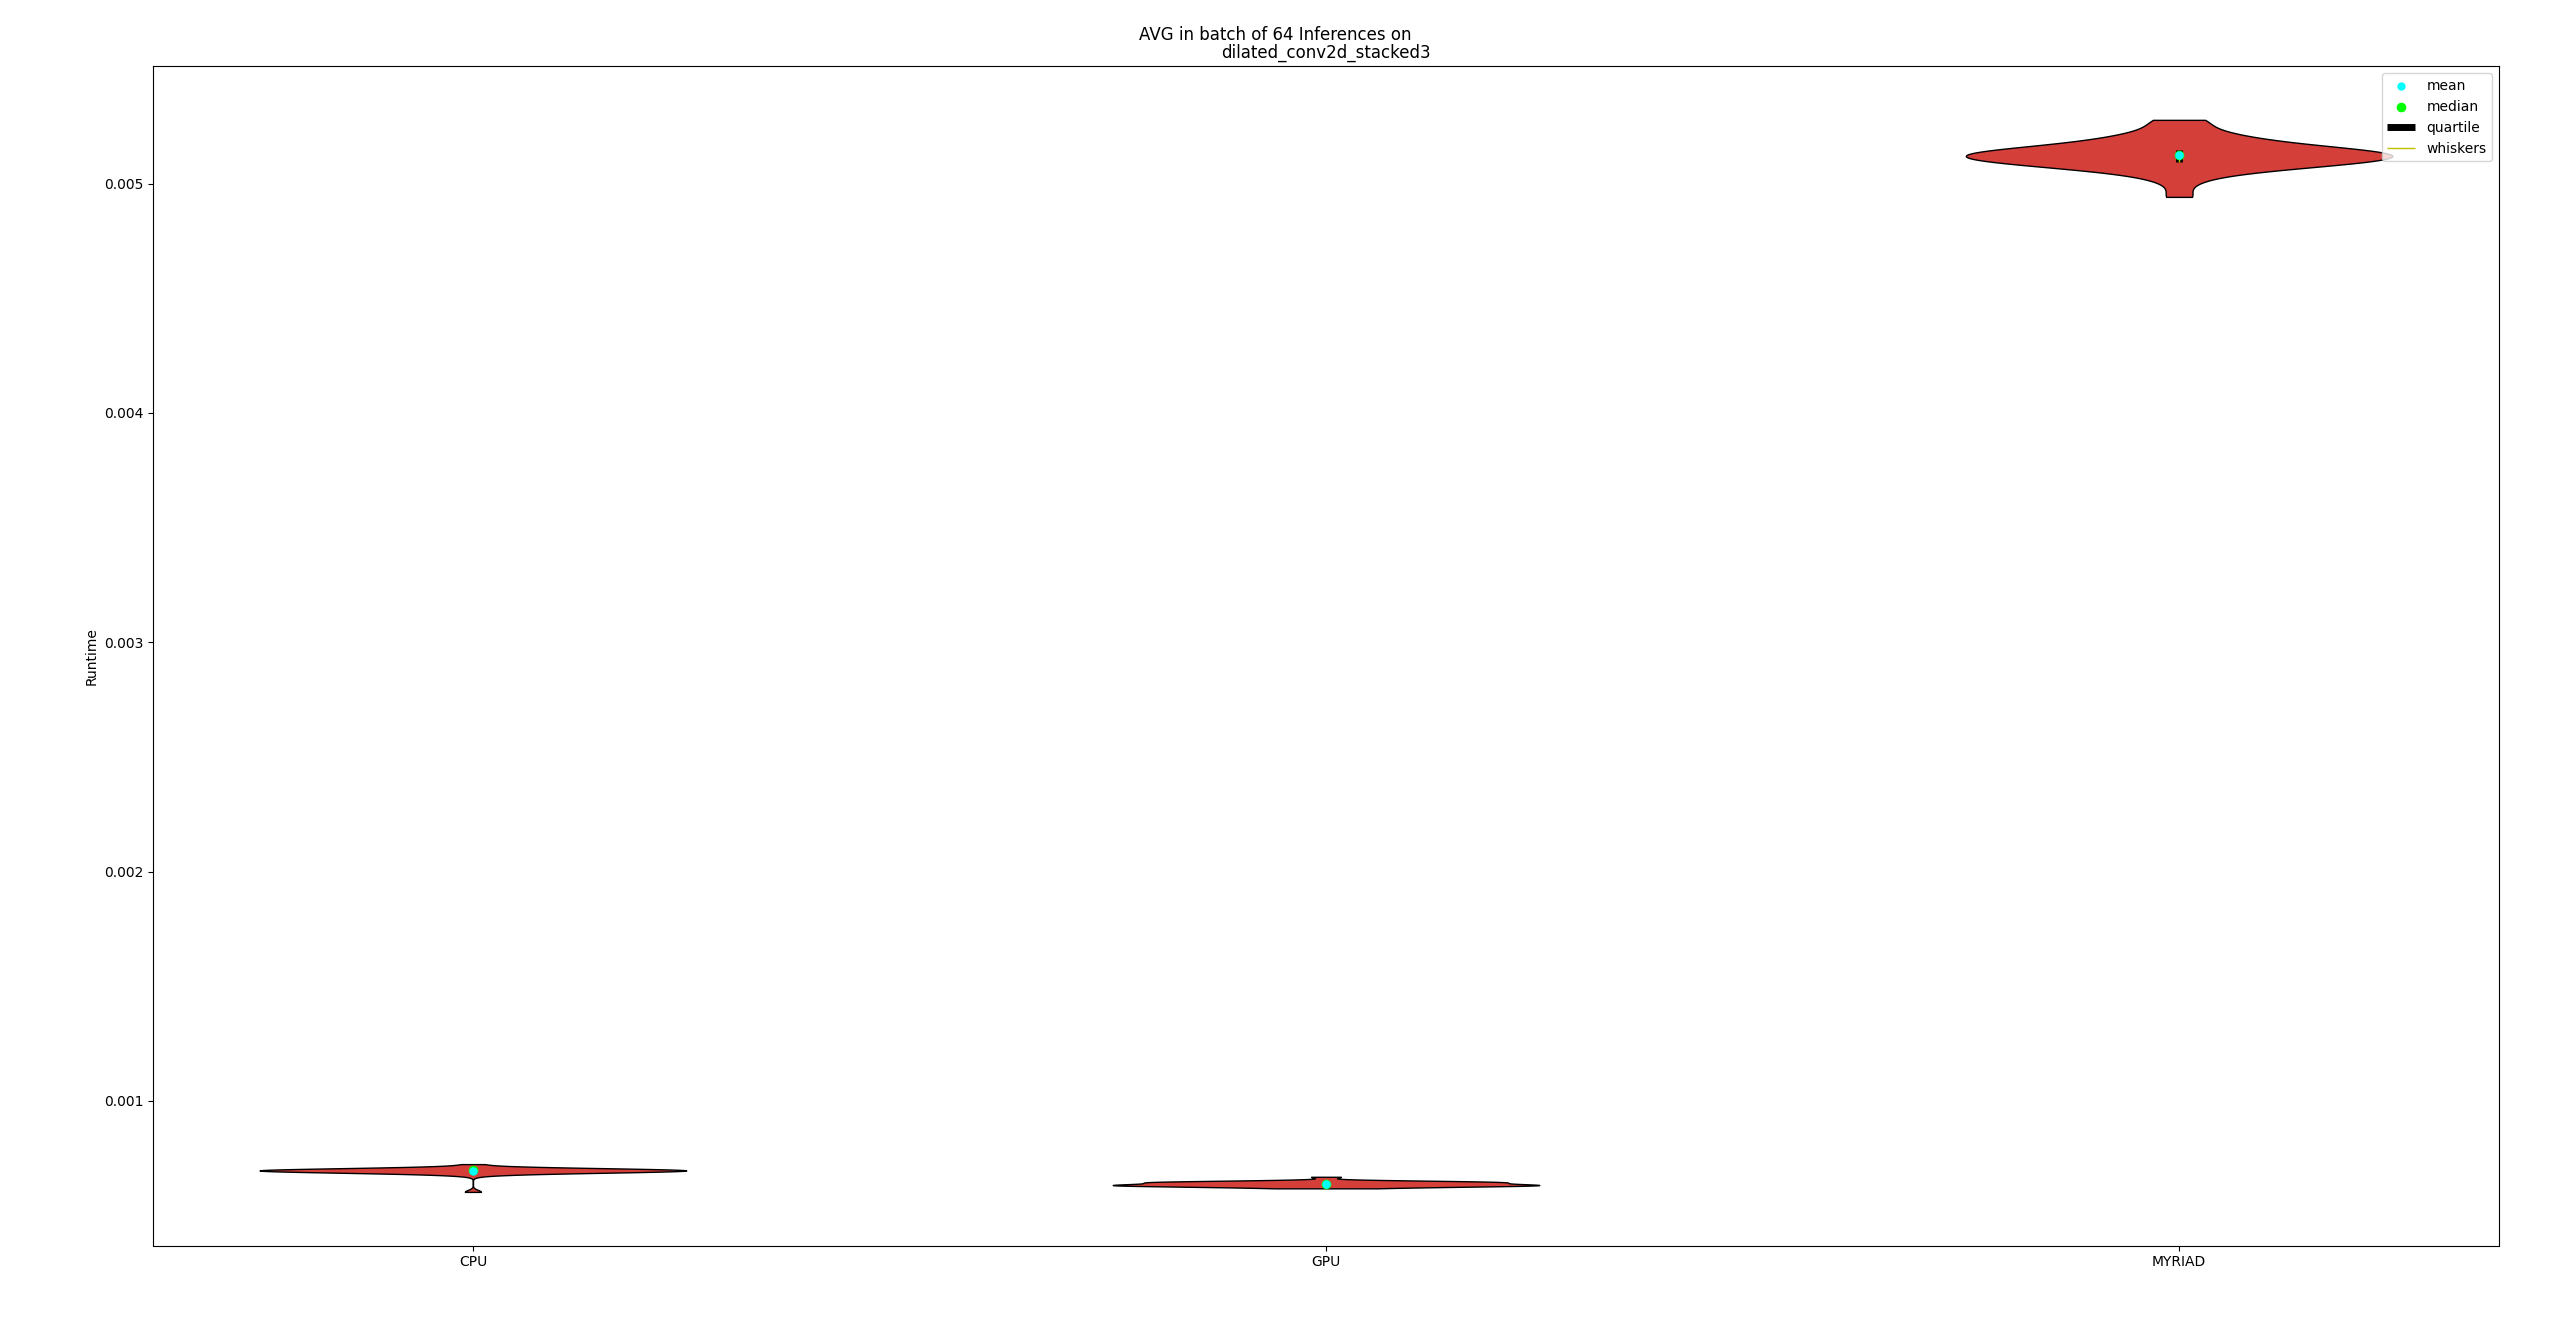 AVG in batch of 64 Inferences on
dilated_conv2d_stacked3
mean
median
quartile
whiskers
0.005
0.004
0.003
0.002
0.001
Runtime
CPU
GPU
MYRIAD